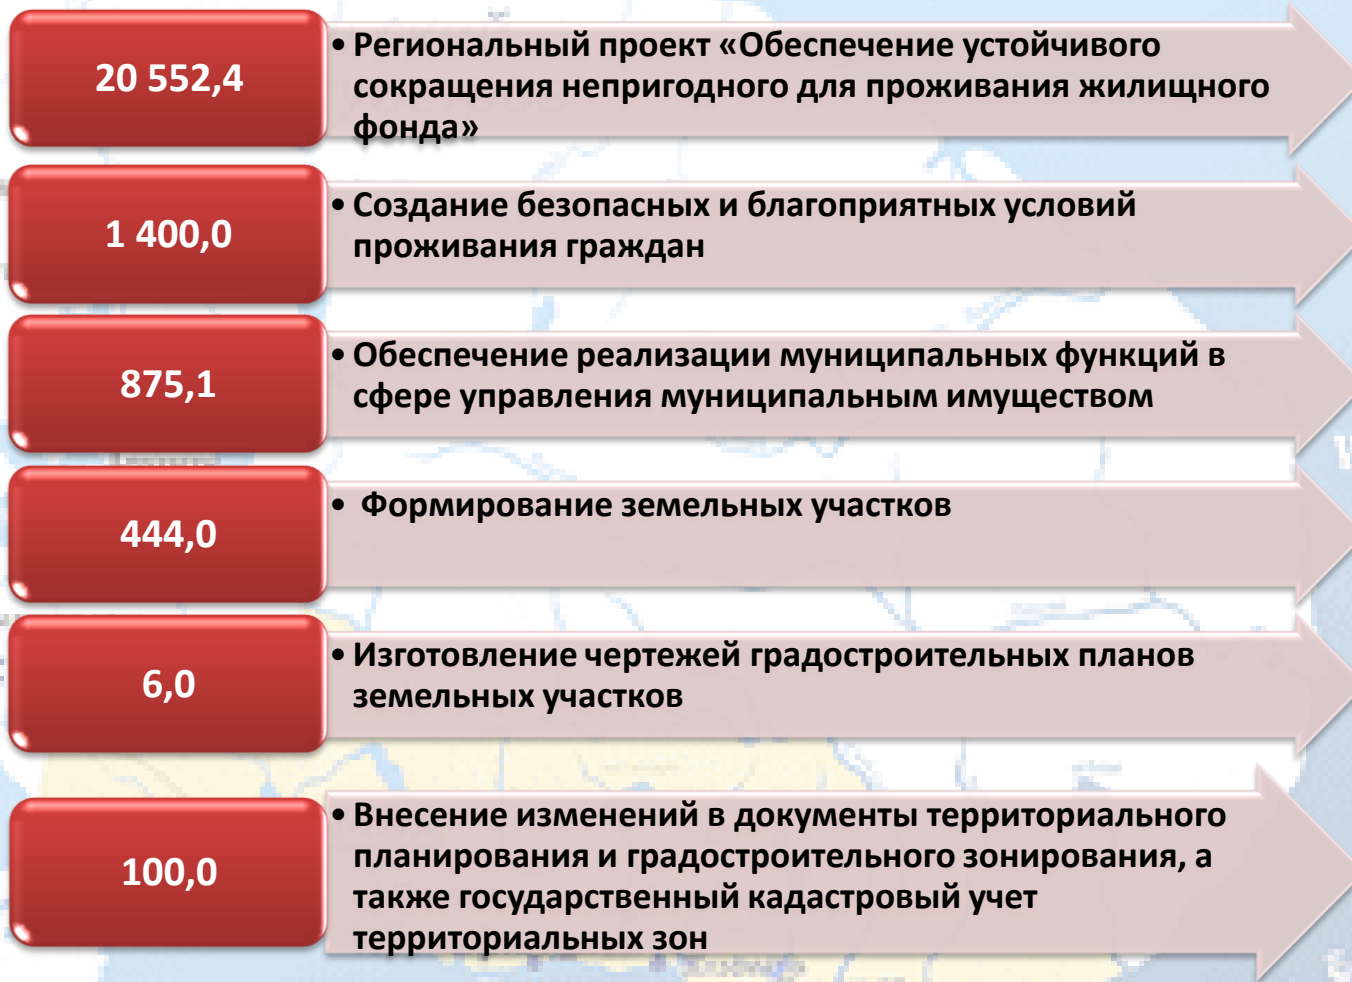 20 552,4
• Региональный проект «Обеспечение устойчивого
сокращения непригодного для проживания жилищного
фонда»
1 400,0
• Создание безопасных и благоприятных условий
проживания граждан
875,1
• Обеспечение реализации муниципальных функций в
сфере управления муниципальным имуществом
444,0
• Формирование земельных участков
6,0
• Изготовление чертежей градостроительных планов
земельных участков
100,0
• Внесение изменений в документы территориального
планирования и градостроительного зонирования, а
также государственный кадастровый учет
территориальных зон